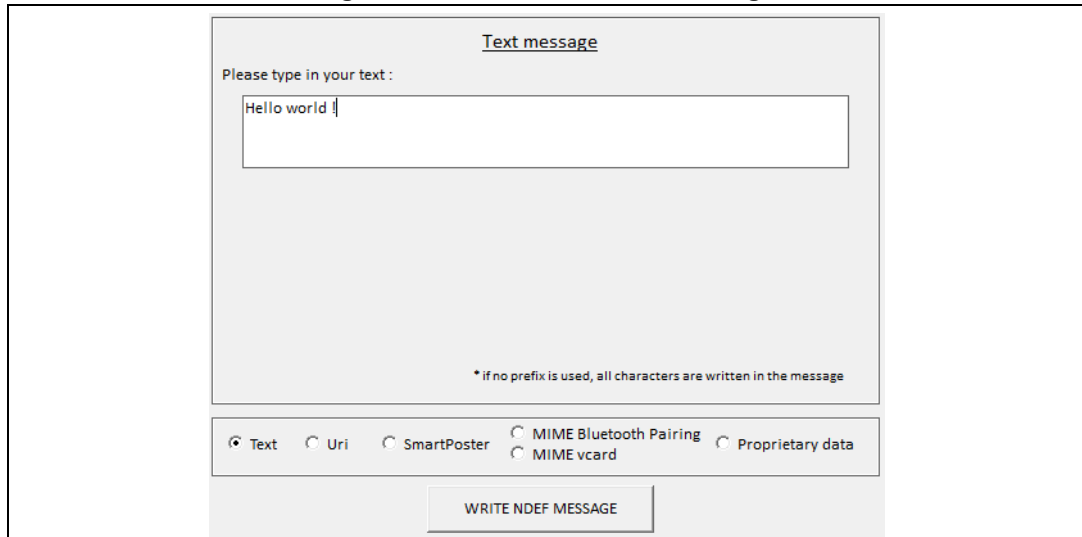 Text message
Please type in your text :
Hello world !
* if no prefix is used, all characters are written in the message
Text Uri SmartPoster MIME Bluetooth Pairing Proprietary data
MIME vcard
WRITE NDEF MESSAGE